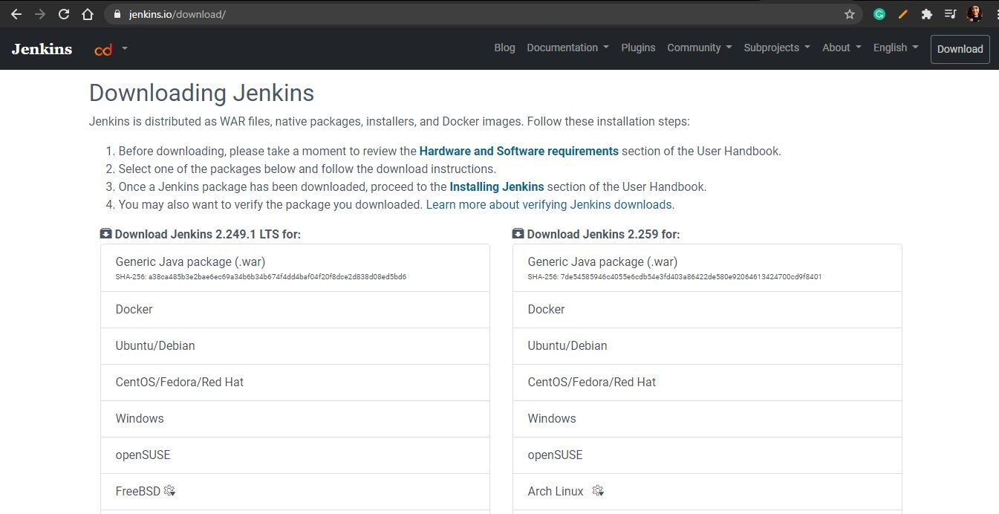 jenkins.io/download/
Jenkins cd Blog Documentation Plugins Community Subprojects About English Download
Downloading Jenkins
Jenkins is distributed as WAR files, native packages, installers, and Docker images. Follow these installation steps:
1. Before downloading, please take a moment to review the Hardware and Software requirements section of the User Handbook.
2. Select one of the packages below and follow the download instructions.
3. Once a Jenkins package has been downloaded, proceed to the Installing Jenkins section of the User Handbook.
4. You may also want to verify the package you downloaded. Learn more about verifying Jenkins downloads.
Download Jenkins 2.249.1 LTS for:
Generic Java package (.war)
SHA-256: a38ca485b3e2bae6ec69a34b6b34b674f4dd4baf04f20f8dce2d838d08ed5bd6
Docker
Ubuntu/Debian
CentOS/Fedora/Red Hat
Windows
openSUSE
FreeBSD
Download Jenkins 2.259 for:
Generic Java package (.war)
SHA-256: 7de54585946c4055e6cdb54e3fd403a86422de580e92064613424700cd9f8401
Docker
Ubuntu/Debian
CentOS/Fedora/Red Hat
Windows
openSUSE
Arch Linux